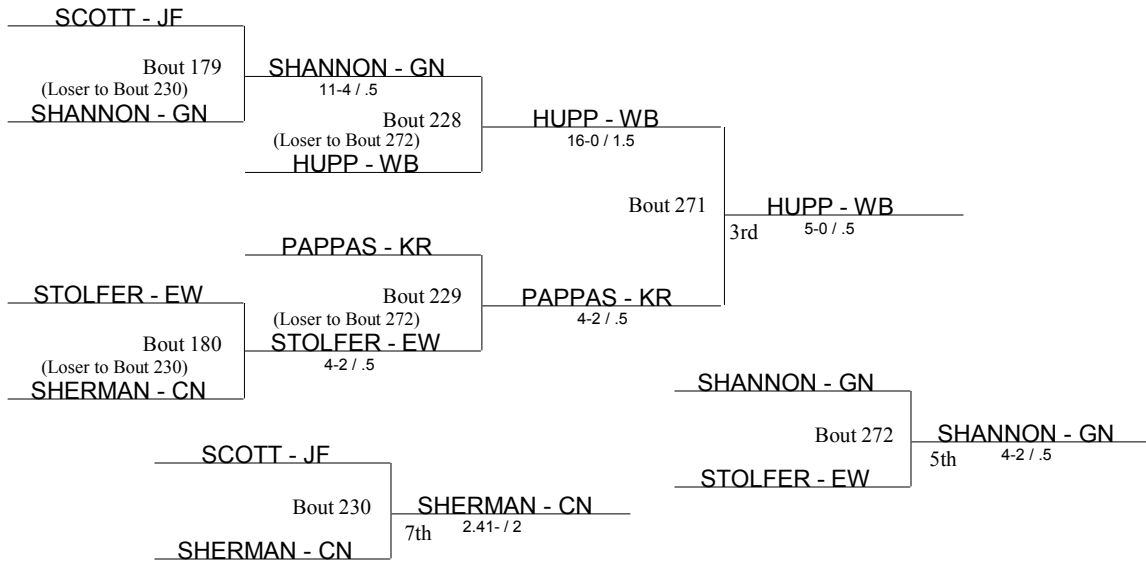 SCOTT - JF
Bout 179
(Loser to Bout 230)
SHANNON - GN
SHANNON - GN
11-4 / .5
Bout 228
(Loser to Bout 272)
HUPP - WB
HUPP - WB
16-0 / 1.5
Bout 271
HUPP - WB
5-0 / .5
3rd
PAPPAS - KR
STOLFER - EW
Bout 229
(Loser to Bout 272)
PAPPAS - KR
4-2 / .5
Bout 180
(Loser to Bout 230)
STOLFER - EW
4-2 / .5
SHERMAN - CN
SHANNON - GN
Bout 272
SHANNON - GN
4-2 / .5
5th
STOLFER - EW
SCOTT - JF
Bout 230
SHERMAN - CN
2.41- / 2
7th
SHERMAN - CN